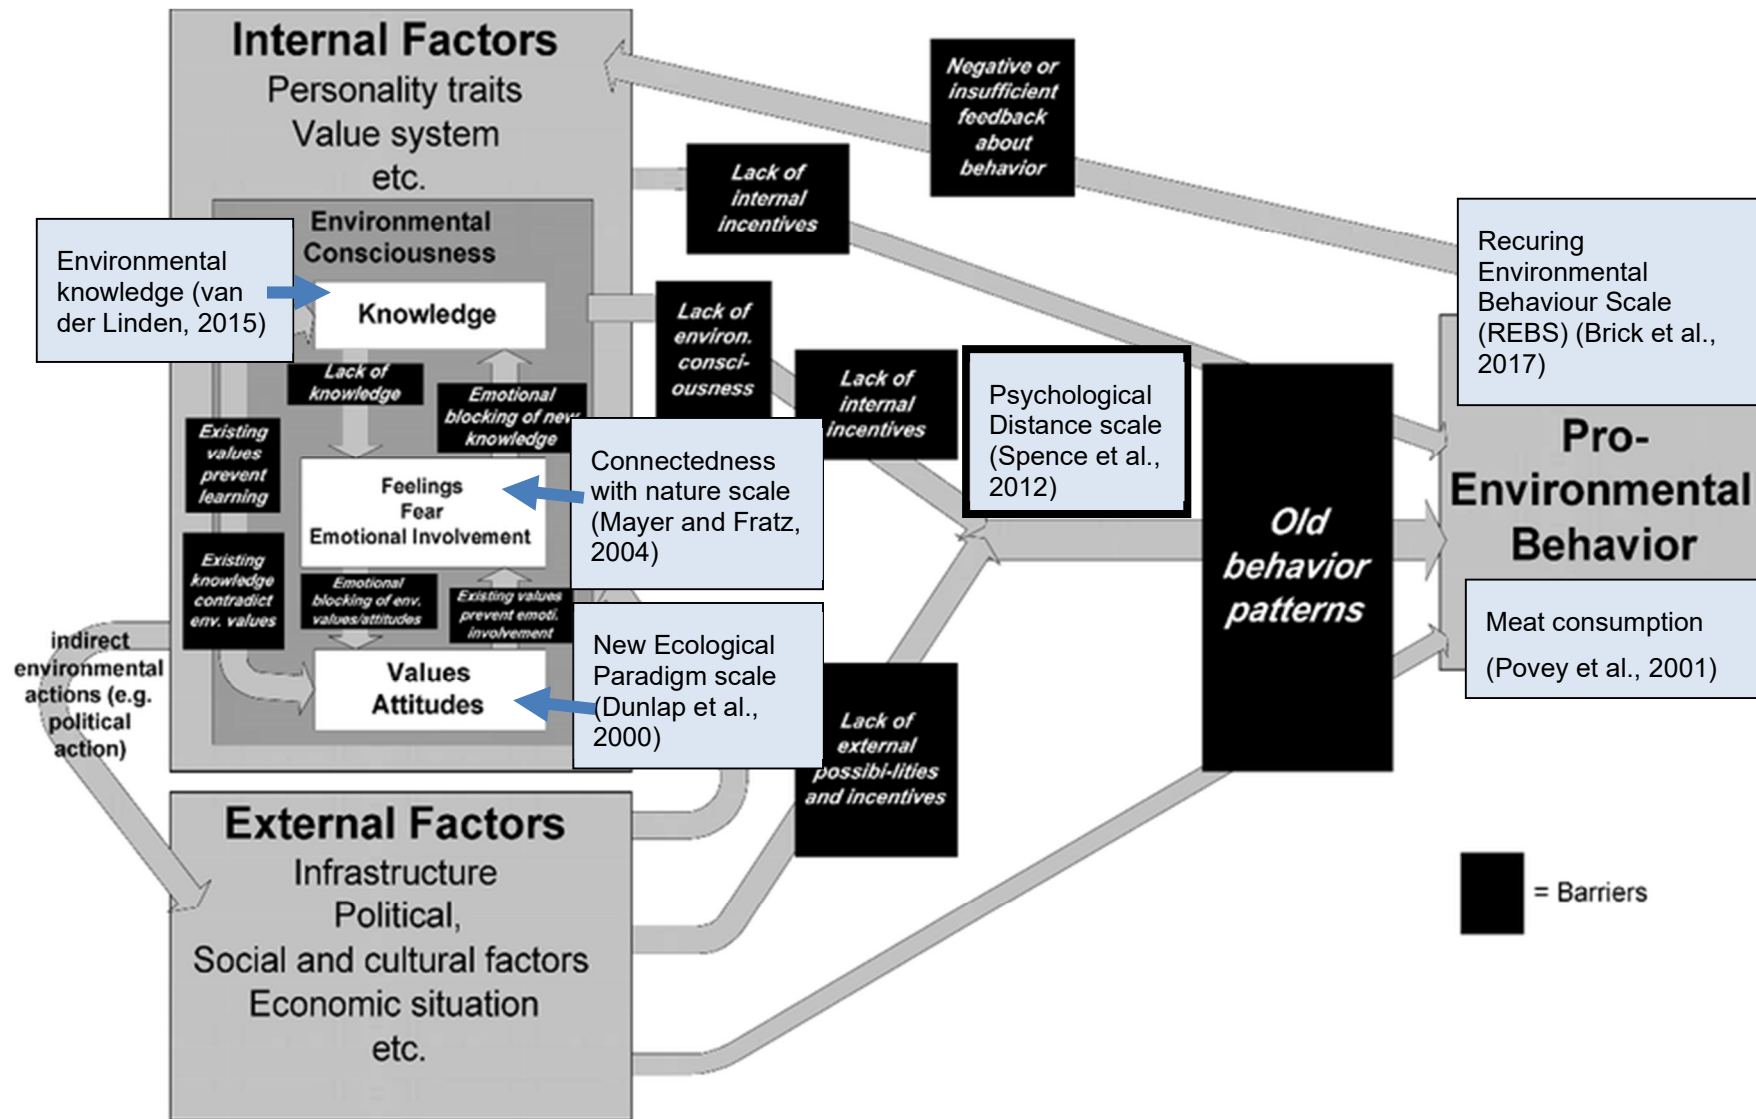 Internal Factors
Personality traits
Value system
etc.
Environmental
Consciousness
Environmental
knowledge (van
der Linden, 2015)
Knowledge
Lack of
knowledge
Emotional
blocking of new
knowledge
Existing
values
prevent
learning
Feelings
Fear
Emotional Involvement
Connectedness
with nature scale
(Mayer and Fratz,
2004)
Existing
knowledge
contradict
env. values
Emotional
blocking of env.
values/attitudes
Existing values
prevent emoti.
involvement
Values
Attitudes
New Ecological
Paradigm scale
(Dunlap et al.,
2000)
indirect
environmental
actions (e.g.
political
action)
External Factors
Infrastructure
Political,
Social and cultural factors
Economic situation
etc.
Negative or
insufficient
feedback
about
behavior
Lack of
internal
incentives
Lack of
environ.
consci-
ousness
Lack of
internal
incentives
Psychological
Distance scale
(Spence et al.,
2012)
Lack of
external
possibi-lities
and incentives
Old
behavior
patterns
Recuring
Environmental
Behaviour Scale
(REBS) (Brick et al.,
2017)
Pro-
Environmental
Behavior
Meat consumption
(Povey et al., 2001)
= Barriers